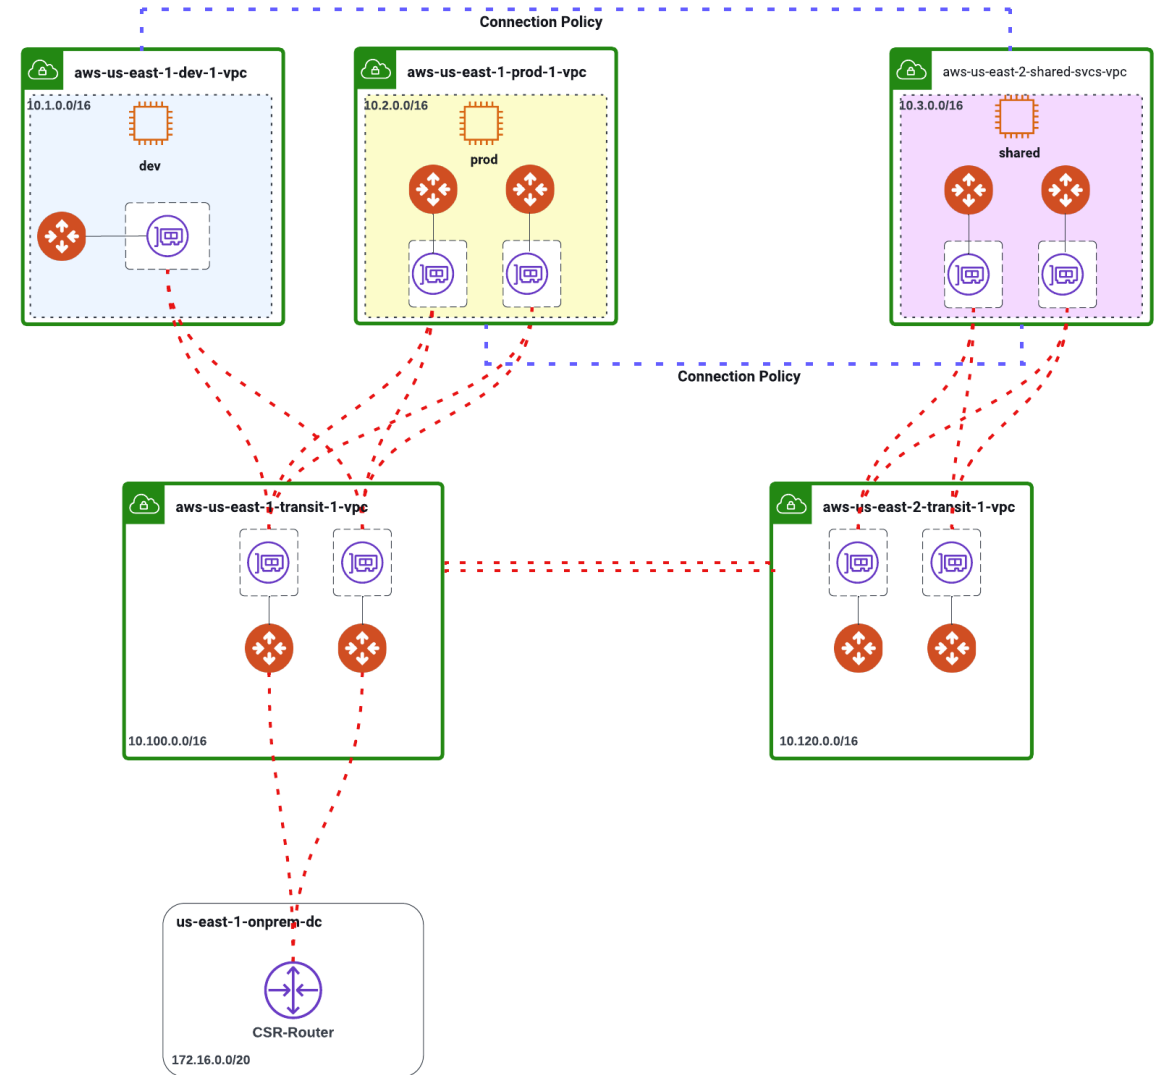 Connection Policy
aws-us-east-1-dev-1-vpc
aws-us-east-1-prod-1-vpc
aws-us-east-2-shared-svcs-vpc
10.1.0.0/16
10.2.0.0/16
10.3.0.0/16
dev
prod
shared
Connection Policy
aws-us-east-1-transit-1-vpc
aws-us-east-2-transit-1-vpc
10.100.0.0/16
10.120.0.0/16
us-east-1-onprem-dc
CSR-Router
172.16.0.0/20